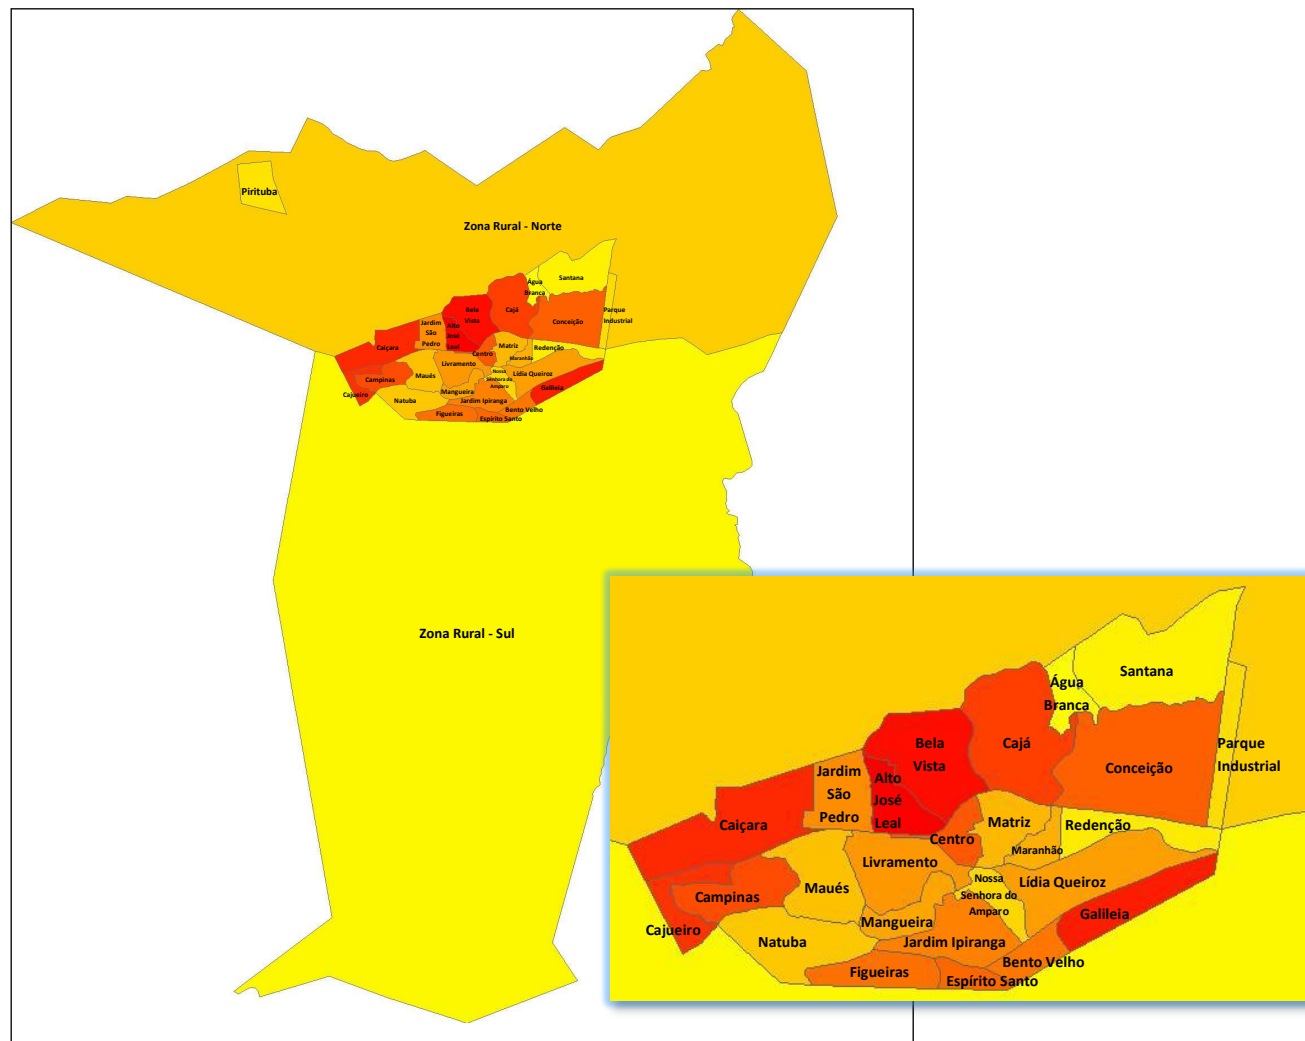 Pirituba
Zona Rural - Norte
Água
Branca
Santana
Bela
Vista
Cajá
Conceição
Parque
Industrial
Jardim
São
Pedro
Alto
José
Leal
Caiçara
Centro
Matriz
Maranhão
Redenção
Livramento
Maués
Campinas
Nossa
Senhora do
Amparo
Lídia Queiroz
Galileia
Cajueiro
Natuba
Mangueira
Jardim Ipiranga
Bento Velho
Figueiras
Espírito Santo
Zona Rural - Sul
Santana
Água
Branca
Bela
Vista
Cajá
Parque
Industrial
Conceição
Jardim
São
Pedro
Alto
José
Leal
Caiçara
Centro
Matriz
Redenção
Maranhão
Livramento
Maués
Nossa
Senhora do
Amparo
Lídia Queiroz
Campinas
Galileia
Cajueiro
Mangueira
Natuba
Jardim Ipiranga
Bento Velho
Figueiras
Espírito Santo